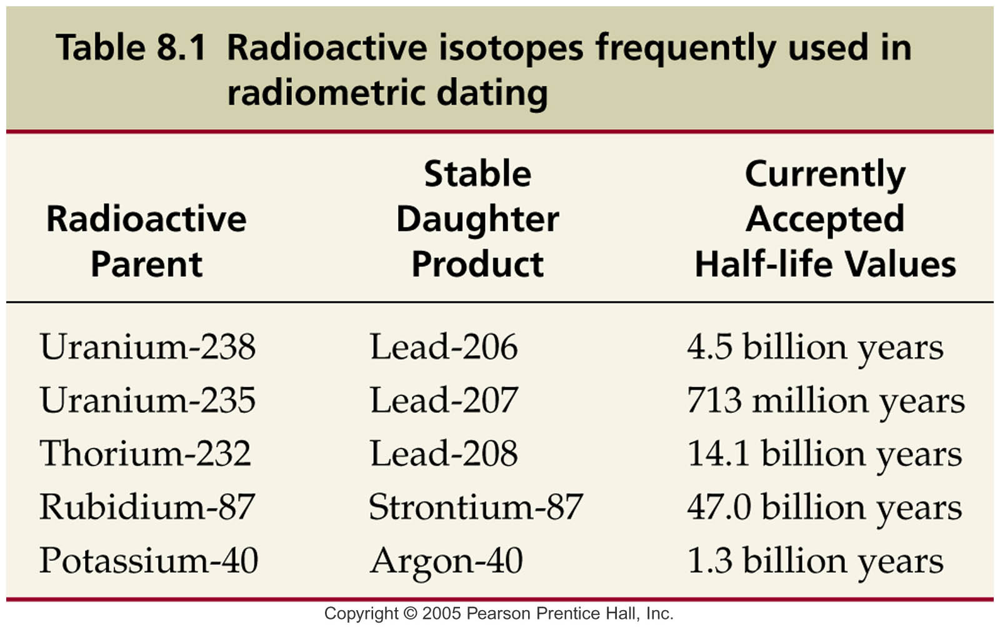 Table 8.1 Radioactive isotopes frequently used in
radiometric dating
Radioactive Parent
Stable Daughter Product
Currently Accepted Half-life Values
Uranium-238 Lead-206 4.5 billion years
Uranium-235 Lead-207 713 million years
Thorium-232 Lead-208 14.1 billion years
Rubidium-87 Strontium-87 47.0 billion years
Potassium-40 Argon-40 1.3 billion years
Copyright © 2005 Pearson Prentice Hall, Inc.